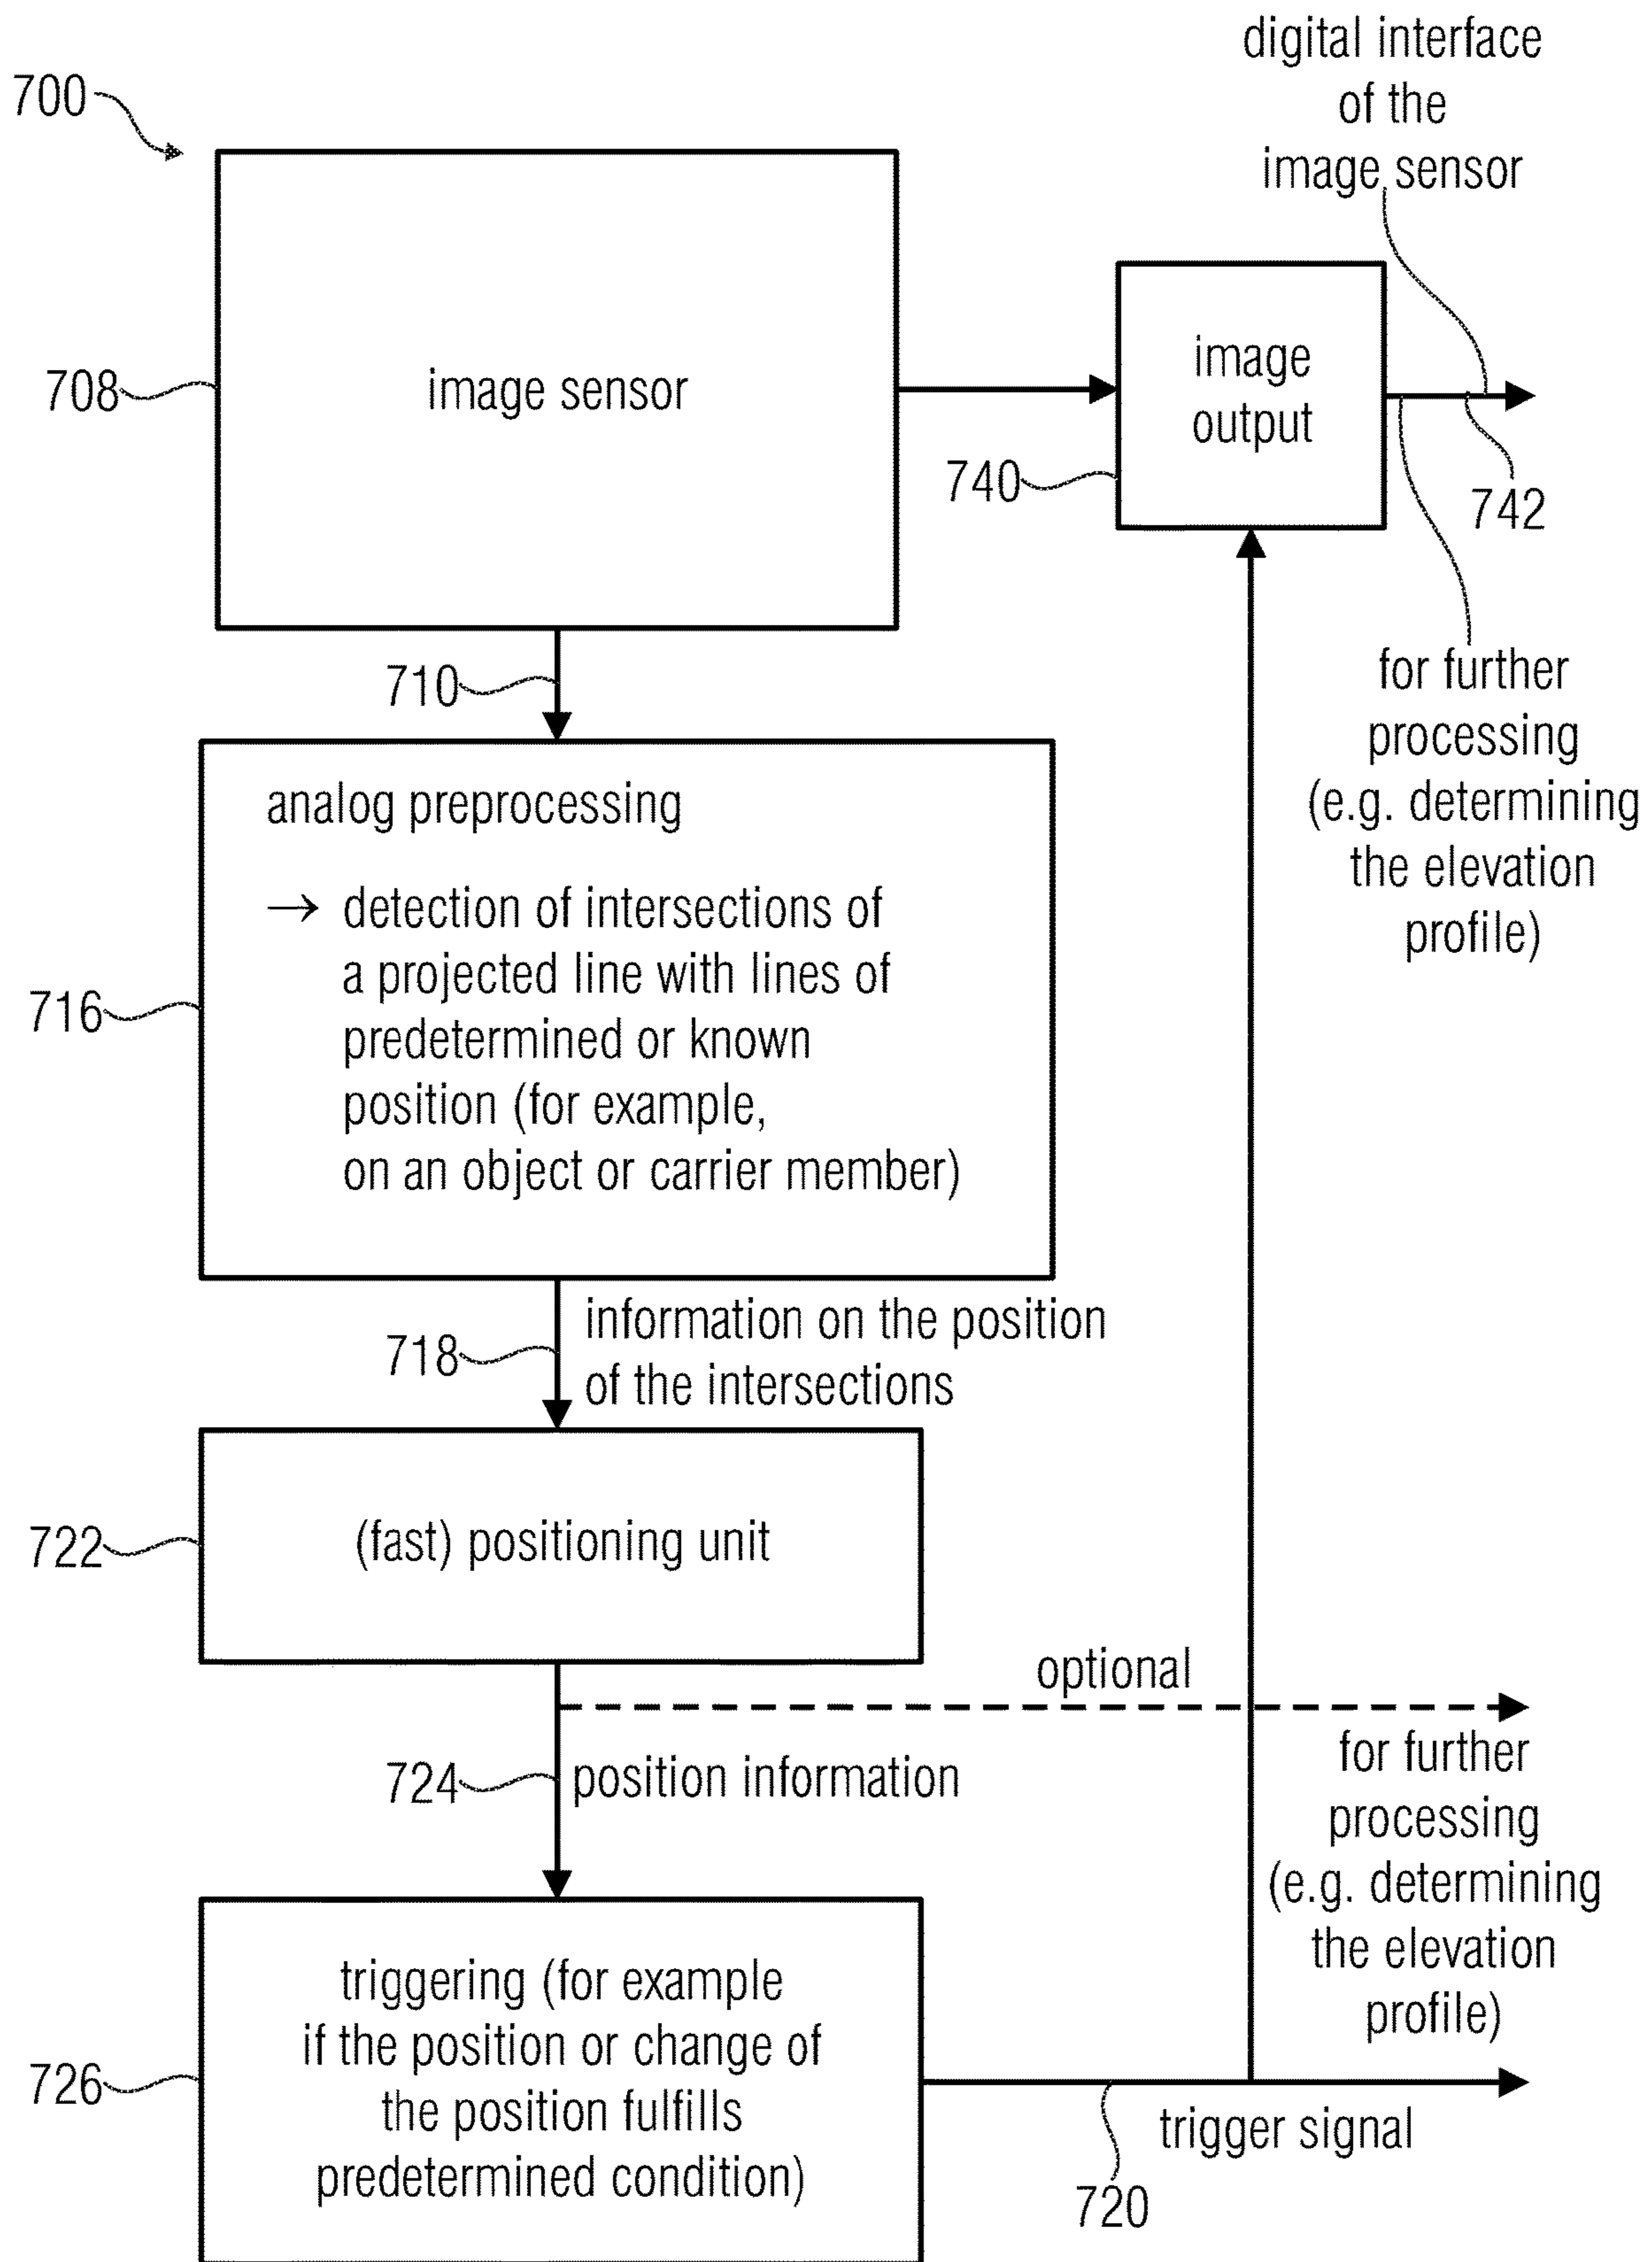 digital interface
of the
image sensor
700
708
image sensor
image
output
740
742
710
for further
processing
(e.g. determining
the elevation
profile)
716
analog preprocessing
→ detection of intersections of
a projected line with lines of
predetermined or known
position (for example,
on an object or carrier member)
718
information on the position
of the intersections
722
(fast) positioning unit
optional
724
position information
for further
processing
(e.g. determining
the elevation
profile)
726
triggering (for example
if the position or change of
the position fulfills
predetermined condition)
trigger signal
720